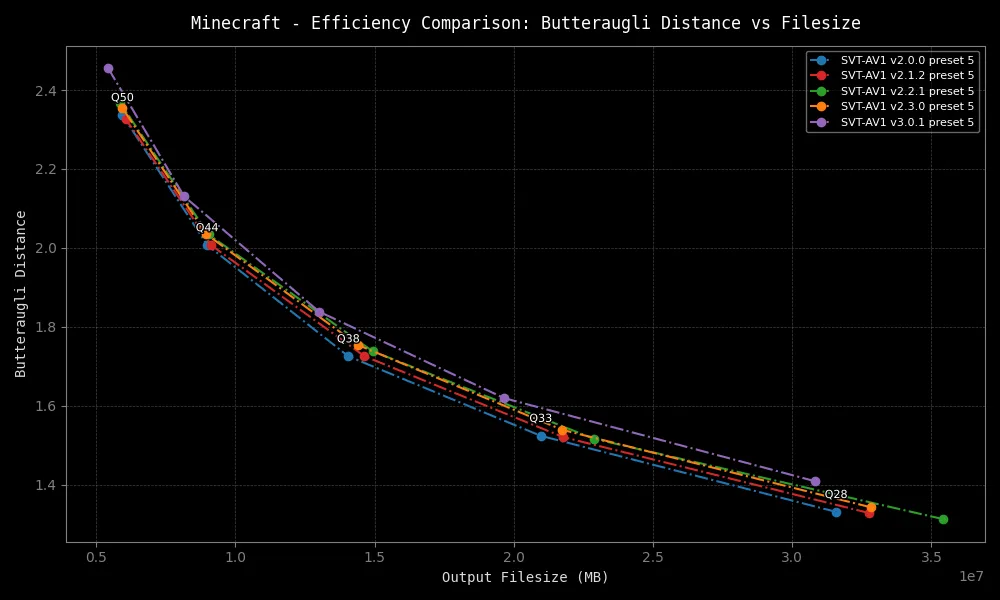 Minecraft - Efficiency Comparison: Butteraugli Distance vs Filesize
SVT-AV1 v2.0.0 preset 5
SVT-AV1 v2.1.2 preset 5
SVT-AV1 v2.2.1 preset 5
SVT-AV1 v2.3.0 preset 5
SVT-AV1 v3.0.1 preset 5
Butteraugli Distance
2.4
2.2
2.0
1.8
1.6
1.4
Q50
Q44
Q38
Q33
Q28
0.5
1.0
1.5
2.0
2.5
3.0
3.5
1e7
Output Filesize (MB)